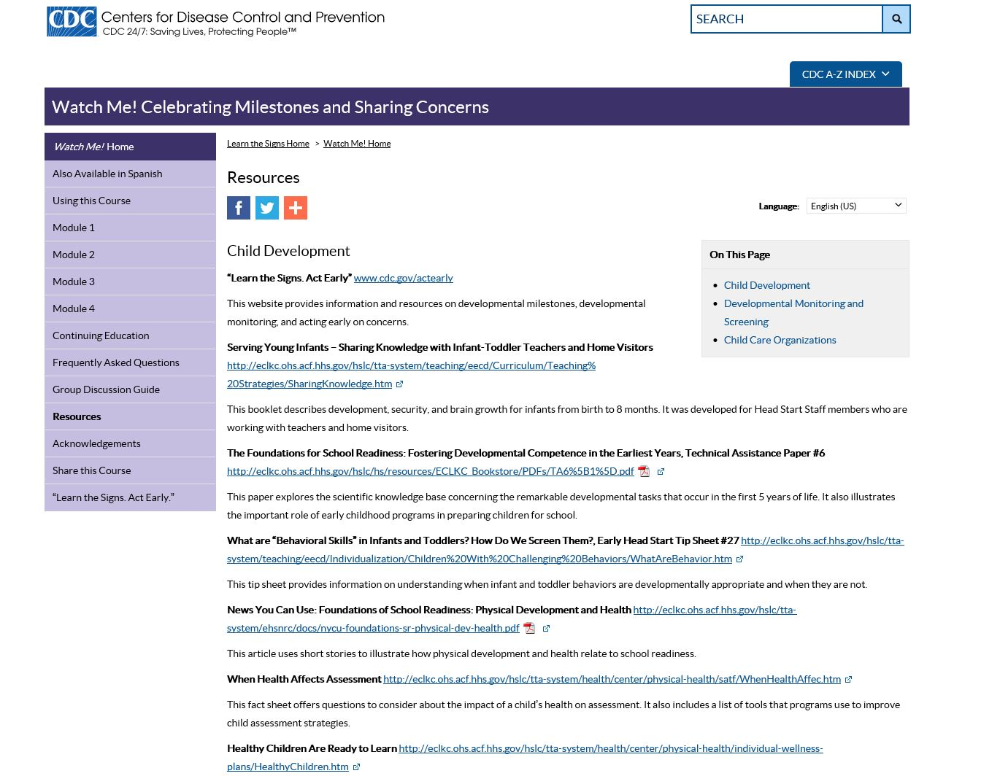 CDC Centers for Disease Control and Prevention
CDC 24/7: Saving Lives, Protecting People™
SEARCH
CDC A-Z INDEX
Watch Me! Celebrating Milestones and Sharing Concerns
Watch Me! Home
Also Available in Spanish
Using this Course
Module 1
Module 2
Module 3
Module 4
Continuing Education
Frequently Asked Questions
Group Discussion Guide
Resources
Acknowledgements
Share this Course
“Learn the Signs. Act Early.”
Learn the Signs Home > Watch Me! Home
Resources
Language: English (US)
Child Development
“Learn the Signs. Act Early” www.cdc.gov/actearly
This website provides information and resources on developmental milestones, developmental
monitoring, and acting early on concerns.
On This Page
• Child Development
• Developmental Monitoring and
Screening
• Child Care Organizations
Serving Young Infants – Sharing Knowledge with Infant-Toddler Teachers and Home Visitors
http://eclkc.ohs.acf.hhs.gov/hslc/tta-system/teaching/eecd/Curriculum/Teaching%
20Strategies/SharingKnowledge.htm
This booklet describes development, security, and brain growth for infants from birth to 8 months. It was developed for Head Start Staff members who are
working with teachers and home visitors.
The Foundations for School Readiness: Fostering Developmental Competence in the Earliest Years, Technical Assistance Paper #6
http://eclkc.ohs.acf.hhs.gov/hslc/hs/resources/ECLKC_Bookstore/PDFs/TA6%5B1%5D.pdf
This paper explores the scientific knowledge base concerning the remarkable developmental tasks that occur in the first 5 years of life. It also illustrates
the important role of early childhood programs in preparing children for school.
What are “Behavioral Skills” in Infants and Toddlers? How Do We Screen Them?, Early Head Start Tip Sheet #27 http://eclkc.ohs.acf.hhs.gov/hslc/tta-
system/teaching/eecd/Individualization/Children%20With%20Challenging%20Behaviors/WhatAreBehavior.htm
This tip sheet provides information on understanding when infant and toddler behaviors are developmentally appropriate and when they are not.
News You Can Use: Foundations of School Readiness: Physical Development and Health http://eclkc.ohs.acf.hhs.gov/hslc/tta-
system/ehsnrc/docs/nycu-foundations-sr-physical-dev-health.pdf
This article uses short stories to illustrate how physical development and health relate to school readiness.
When Health Affects Assessment http://eclkc.ohs.acf.hhs.gov/hslc/tta-system/health/center/physical-health/satf/WhenHealthAffec.htm
This fact sheet offers questions to consider about the impact of a child’s health on assessment. It also includes a list of tools that programs use to improve
child assessment strategies.
Healthy Children Are Ready to Learn http://eclkc.ohs.acf.hhs.gov/hslc/tta-system/health/center/physical-health/individual-wellness-
plans/HealthyChildren.htm